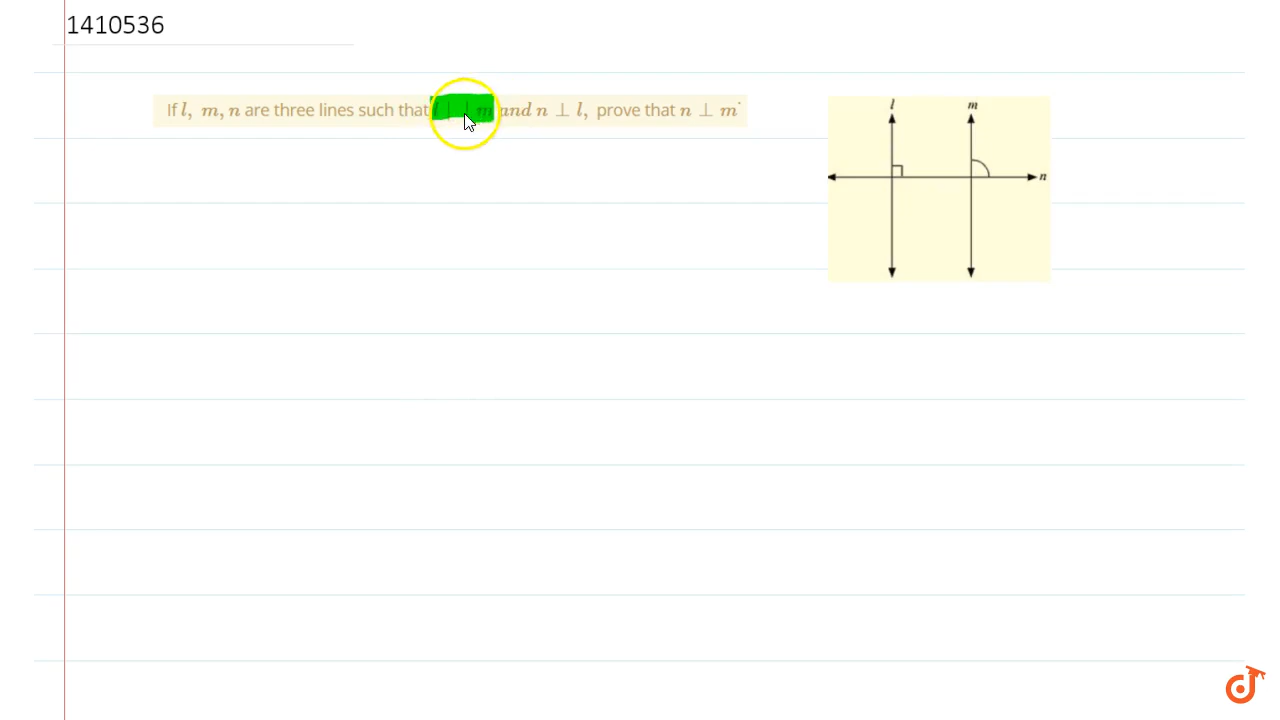 1410536
If l, m, n are three lines such that l ⊥ ⊥ m and n ⊥ l, prove that n ⊥ m
l m
n